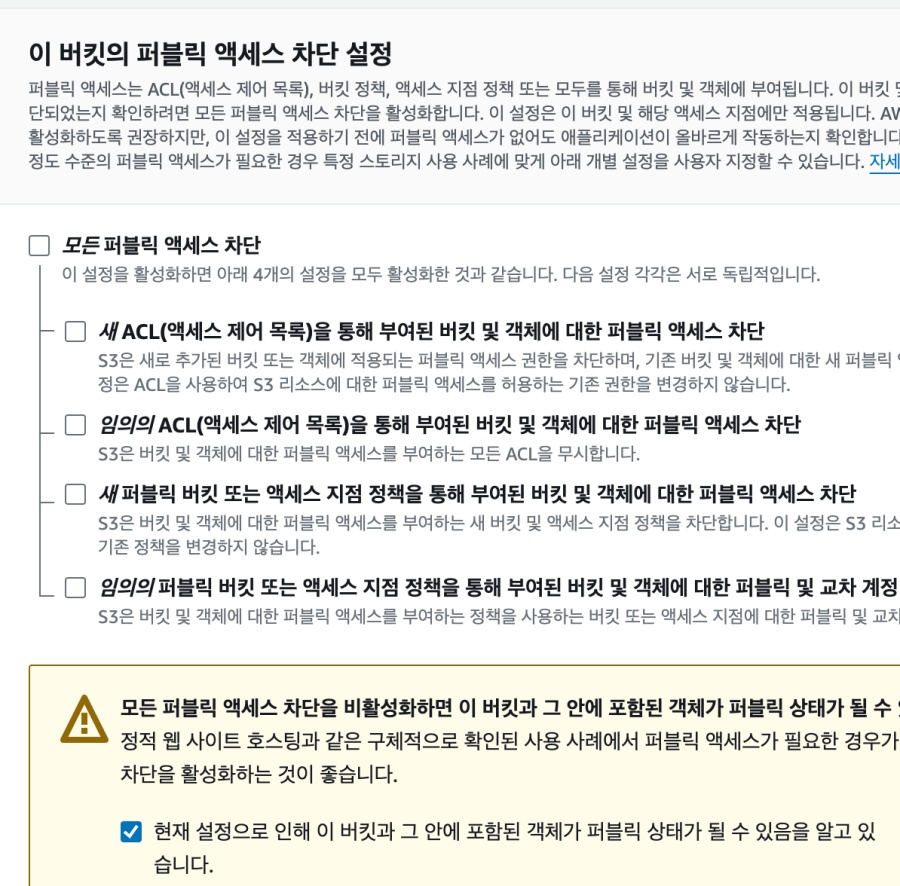 이 버킷의 퍼블릭 액세스 차단 설정
퍼블릭 액세스는 ACL(액세스 제어 목록), 버킷 정책, 액세스 지점 정책 또는 모두를 통해 버킷 및 객체에 부여됩니다. 이 버킷
단되었는지 확인하려면 모든 퍼블릭 액세스 차단을 활성화합니다. 이 설정은 이 버킷 및 해당 액세스 지점에만 적용됩니다. AW
활성화하도록 권장하지만, 이 설정을 적용하기 전에 퍼블릭 액세스가 없어도 애플리케이션이 올바르게 작동하는지 확인합니다
정도 수준의 퍼블릭 액세스가 필요한 경우 특정 스토리지 사용 사례에 맞게 아래 개별 설정을 사용자 지정할 수 있습니다. 자세
모든 퍼블릭 액세스 차단
이 설정을 활성화하면 아래 4개의 설정을 모두 활성화한 것과 같습니다. 다음 설정 각각은 서로 독립적입니다.
새 ACL(액세스 제어 목록)을 통해 부여된 버킷 및 객체에 대한 퍼블릭 액세스 차단
S3은 새로 추가된 버킷 또는 객체에 적용되는 퍼블릭 액세스 권한을 차단하며, 기존 버킷 및 객체에 대한 새 퍼블릭
정은 ACL을 사용하여 S3 리소스에 대한 퍼블릭 액세스를 허용하는 기존 권한을 변경하지 않습니다.
임의의 ACL(액세스 제어 목록)을 통해 부여된 버킷 및 객체에 대한 퍼블릭 액세스 차단
S3은 버킷 및 객체에 대한 퍼블릭 액세스를 부여하는 모든 ACL을 무시합니다.
새 퍼블릭 버킷 또는 액세스 지점 정책을 통해 부여된 버킷 및 객체에 대한 퍼블릭 액세스 차단
S3은 버킷 및 객체에 대한 퍼블릭 액세스를 부여하는 새 버킷 및 액세스 지점 정책을 차단합니다. 이 설정은 S3 리소
기존 정책을 변경하지 않습니다.
임의의 퍼블릭 버킷 또는 액세스 지점 정책을 통해 부여된 버킷 및 객체에 대한 퍼블릭 및 교차 계정
S3은 버킷 및 객체에 대한 퍼블릭 액세스를 부여하는 정책을 사용하는 버킷 또는 액세스 지점에 대한 퍼블릭 및 교차
모든 퍼블릭 액세스 차단을 비활성화하면 이 버킷과 그 안에 포함된 객체가 퍼블릭 상태가 될 수
정적 웹 사이트 호스팅과 같은 구체적으로 확인된 사용 사례에서 퍼블릭 액세스가 필요한 경우가
차단을 활성화하는 것이 좋습니다.
현재 설정으로 인해 이 버킷과 그 안에 포함된 객체가 퍼블릭 상태가 될 수 있음을 알고 있
습니다.